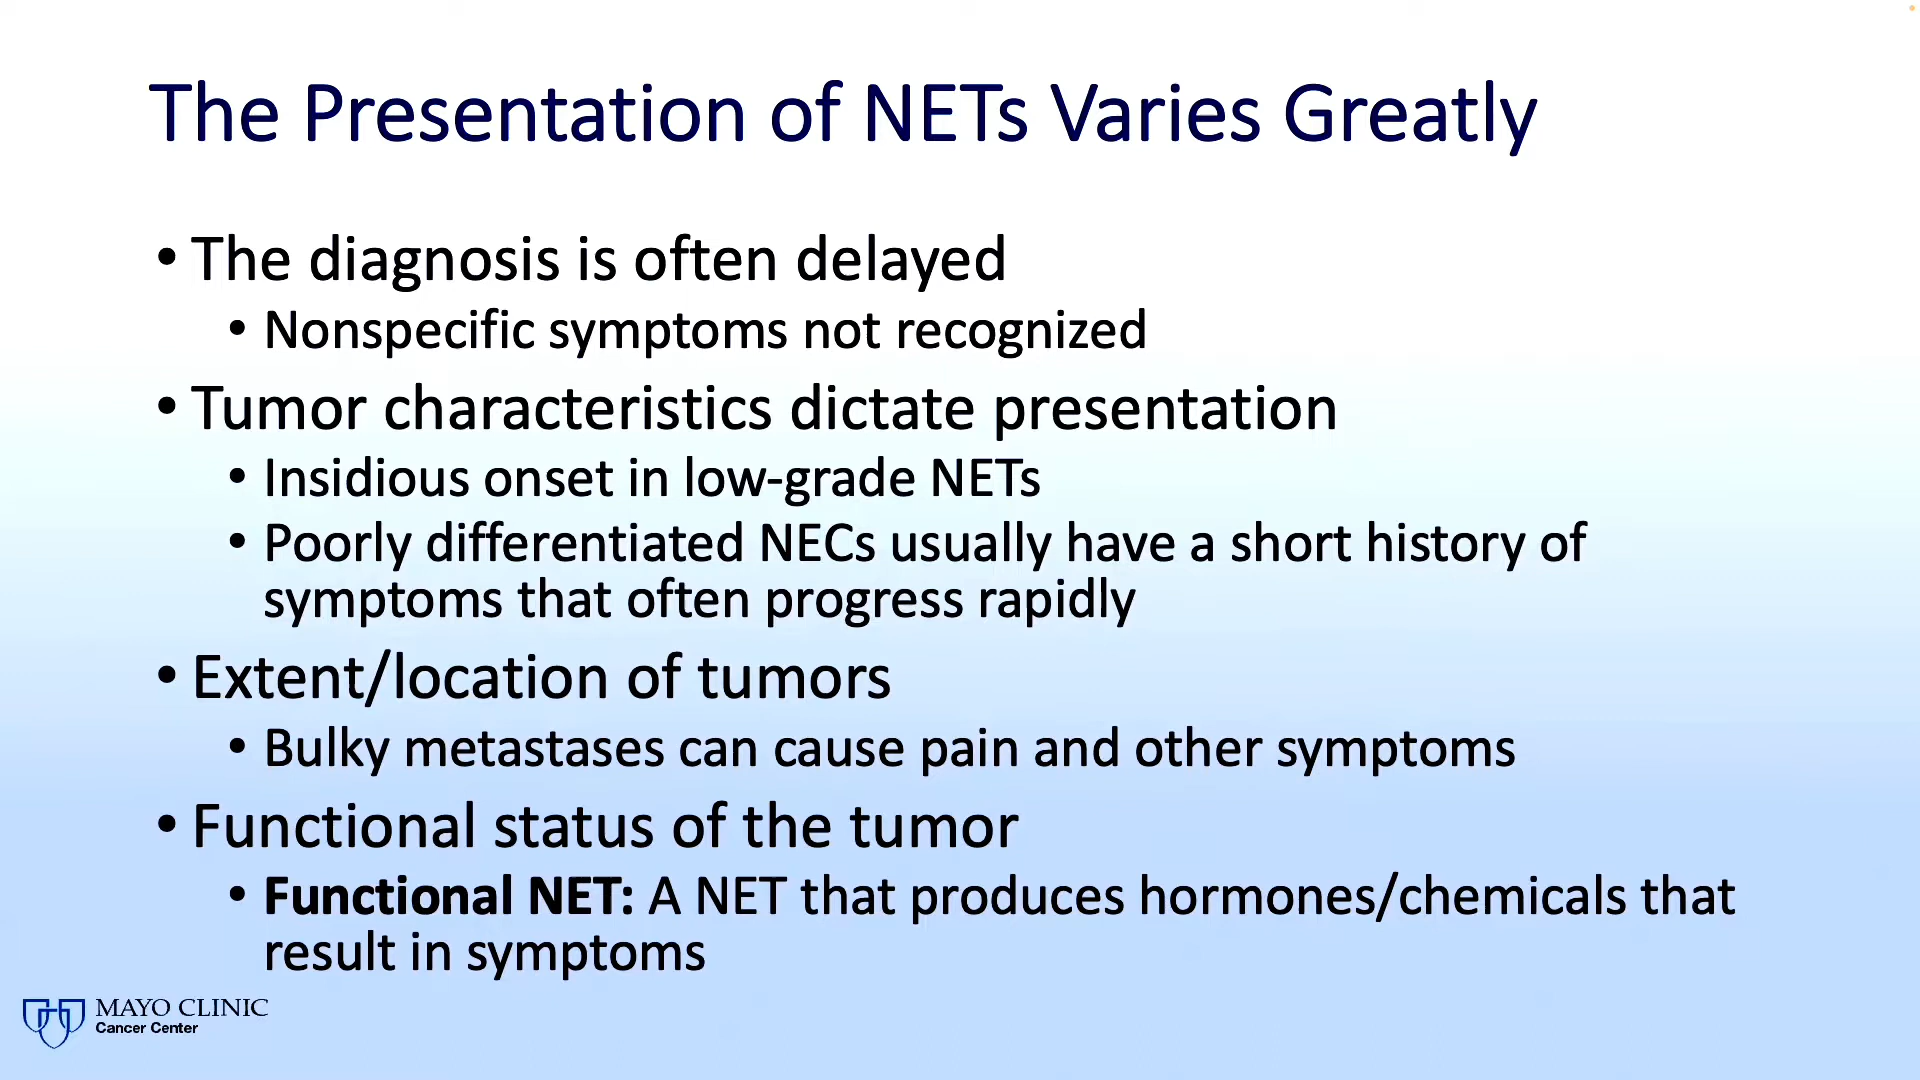 The Presentation of NETs Varies Greatly
• The diagnosis is often delayed
• Nonspecific symptoms not recognized
• Tumor characteristics dictate presentation
• Insidious onset in low-grade NETs
• Poorly differentiated NECs usually have a short history of
symptoms that often progress rapidly
• Extent/location of tumors
• Bulky metastases can cause pain and other symptoms
• Functional status of the tumor
• Functional NET: A NET that produces hormones/chemicals that
result in symptoms
MAYO CLINIC
Cancer Center